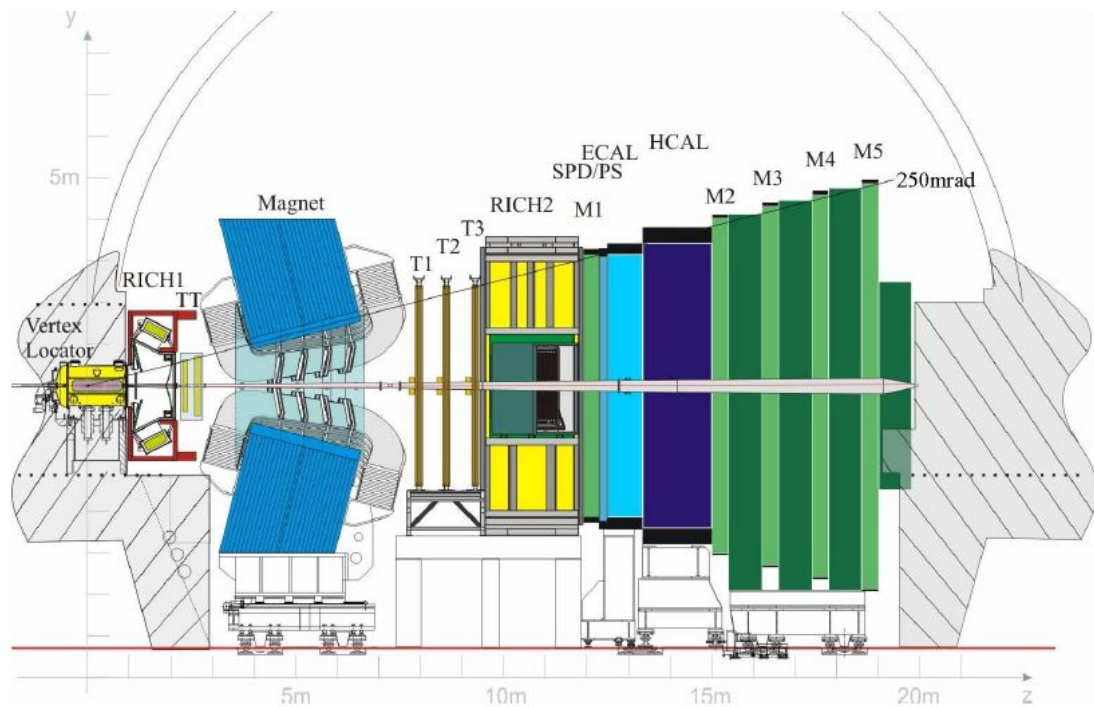 y
5m
Magnet
RICH1
TT
Vertex
Locator
T1
T2
T3
RICH2
M1
SPD/PS
ECAL
HCAL
M2
M3
M4
M5
250mrad
5m
10m
15m
20m
z